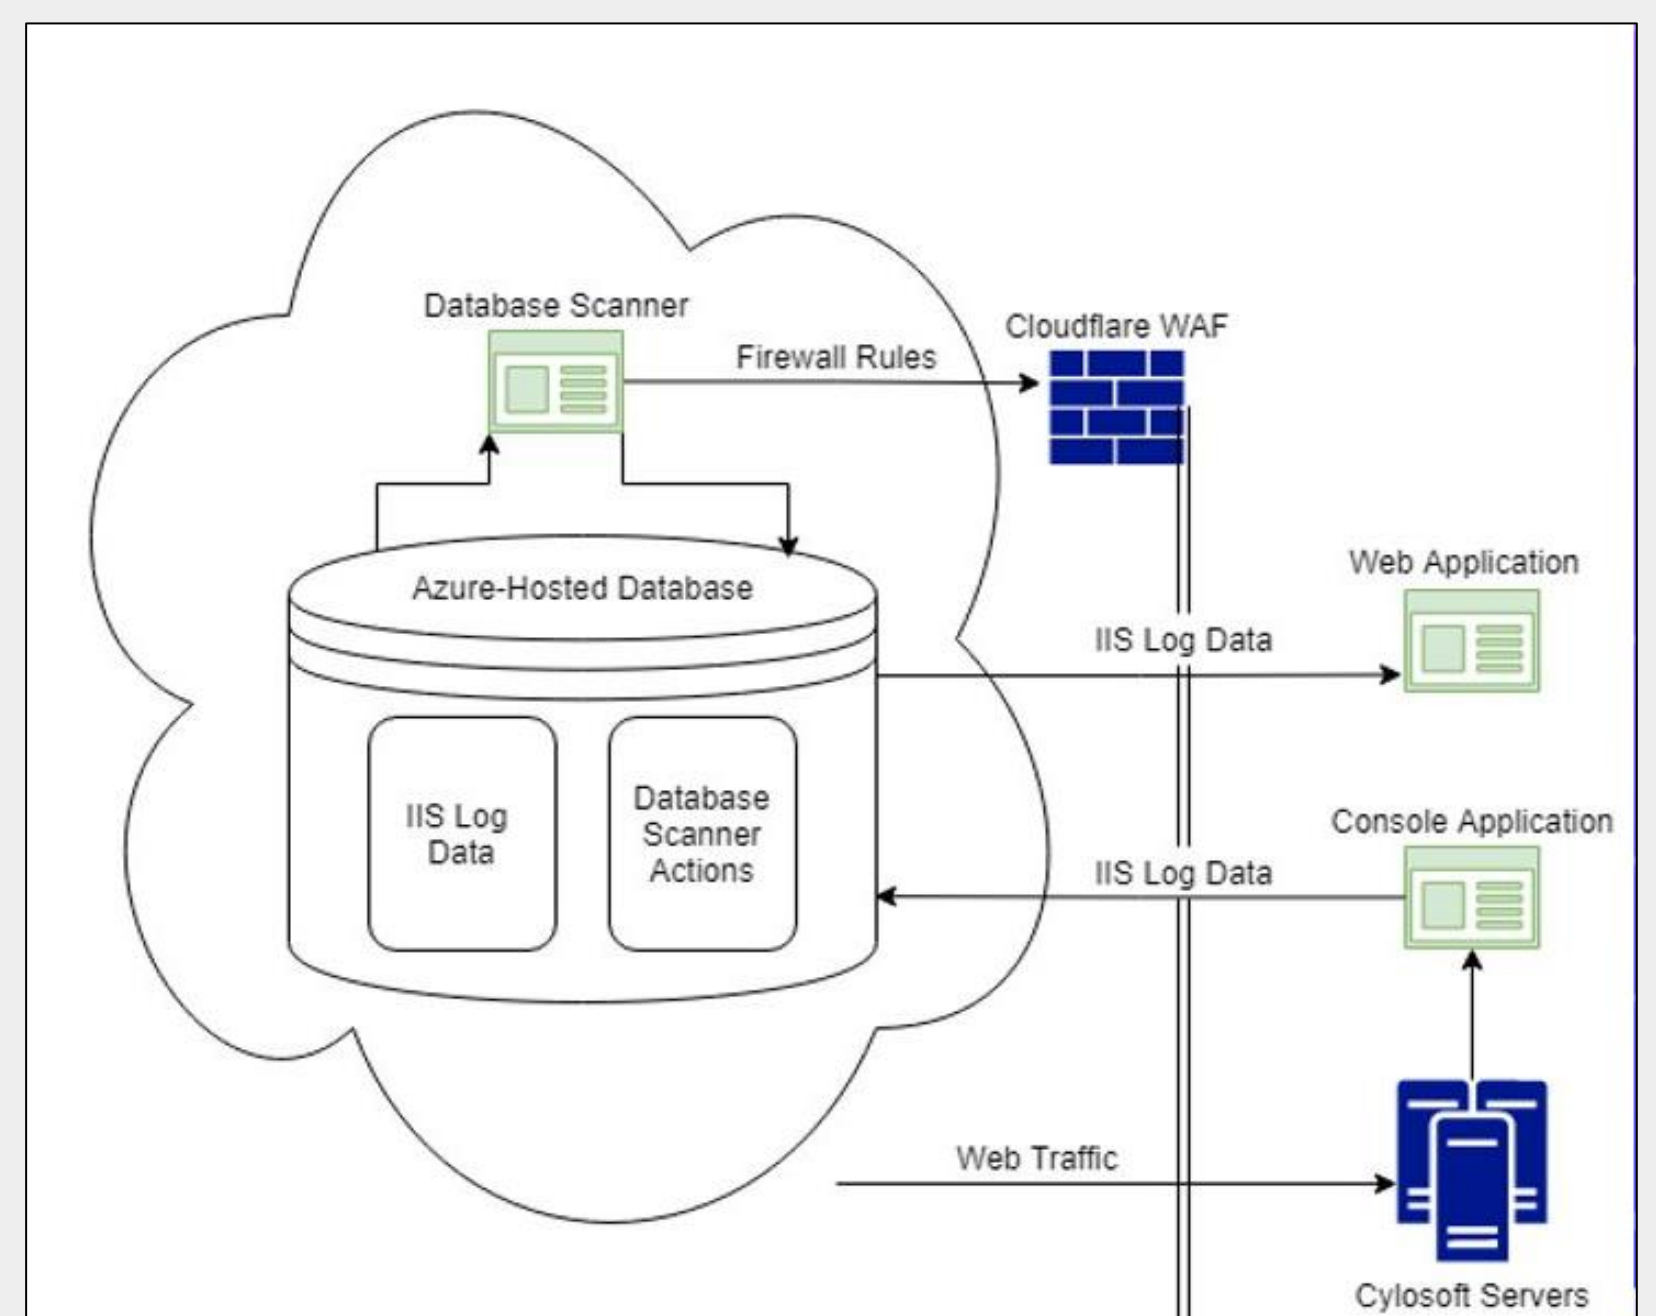 Database Scanner
Firewall Rules
Cloudflare WAF
Azure-Hosted Database
Web Application
IIS Log Data
IIS Log
Data
Database
Scanner
Actions
Console Application
IIS Log Data
Web Traffic
Cylosoft Servers